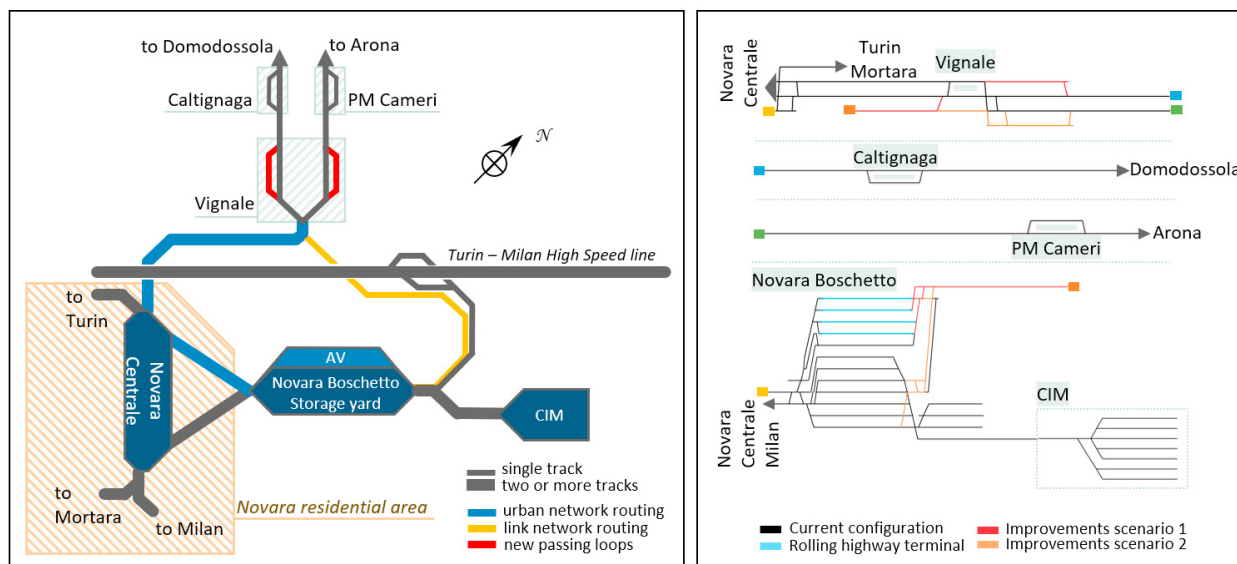 to Domodossola
to Arona
Caltignaga
PM Cameri
N
Vignale
Turin – Milan High Speed line
to
Turin
Novara
Centrale
AV
Novara Boschetto
Storage yard
CIM
to
Mortara
to Milan
Novara residential area
single track
two or more tracks
urban network routing
link network routing
new passing loops
Novara
Centrale
Turin
Mortara
Vignale
Caltignaga
Domodossola
Arona
PM Cameri
Novara Boschetto
Novara
Centrale
Milan
CIM
Current configuration
Rolling highway terminal
Improvements scenario 1
Improvements scenario 2